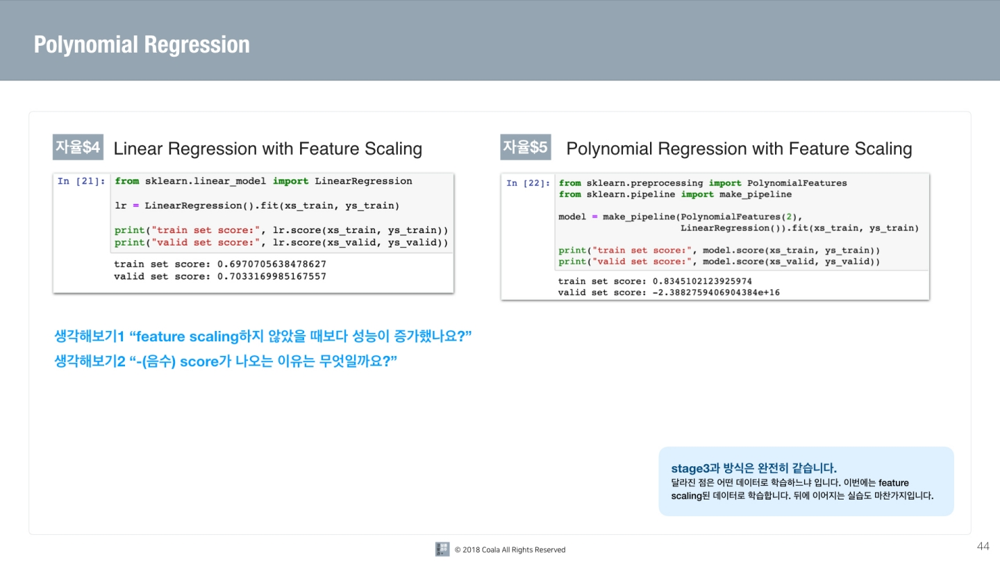 Polynomial Regression
자율$4 Linear Regression with Feature Scaling
In [21]: from sklearn.linear_model import LinearRegression
lr = LinearRegression().fit(xs_train, ys_train)
print("train set score:", lr.score(xs_train, ys_train))
print("valid set score:", lr.score(xs_valid, ys_valid))
train set score: 0.6970705638478627
valid set score: 0.7033169985167557
자율$5 Polynomial Regression with Feature Scaling
In [22]: from sklearn.preprocessing import PolynomialFeatures
from sklearn.pipeline import make_pipeline
model = make_pipeline(PolynomialFeatures(2),
LinearRegression()).fit(xs_train, ys_train)
print("train set score:", model.score(xs_train, ys_train))
print("valid set score:", model.score(xs_valid, ys_valid))
train set score: 0.8345102123925974
valid set score: -2.3882759406904384e+16
생각해보기1 “feature scaling하지 않았을 때보다 성능이 증가했나요?”
생각해보기2 “-(음수) score가 나오는 이유는 무엇일까요?”
stage3과 방식은 완전히 같습니다.
달라진 점은 어떤 데이터로 학습하느냐 입니다. 이번에는 feature
scaling된 데이터로 학습합니다. 뒤에 이어지는 실습도 마찬가지입니다.
© 2018 Coala All Rights Reserved
44